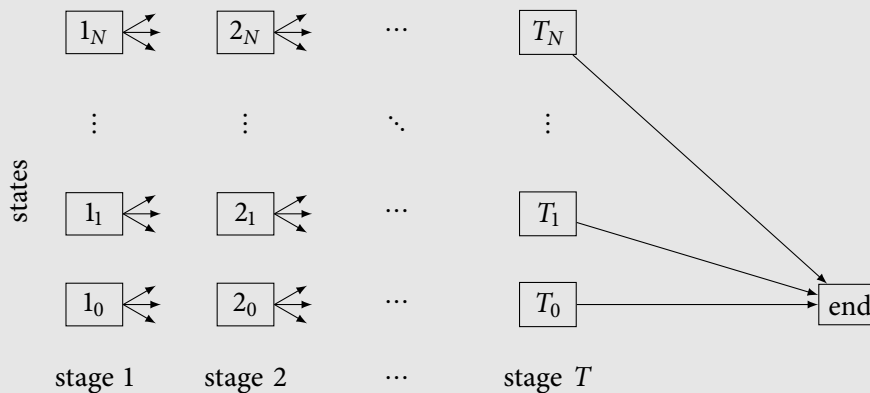 1_N 2_N ⋯ T_N
⋮ ⋮ ⋱ ⋮
states
1_1 2_1 ⋯ T_1
1_0 2_0 ⋯ T_0 end
stage 1 stage 2 ⋯ stage T